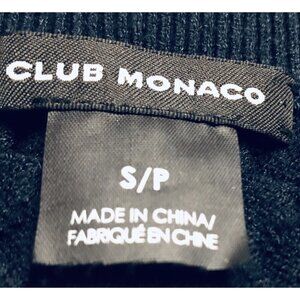 CLUB MONACO
S/P
MADE IN CHINA/
FABRIQUÉ EN CHINE